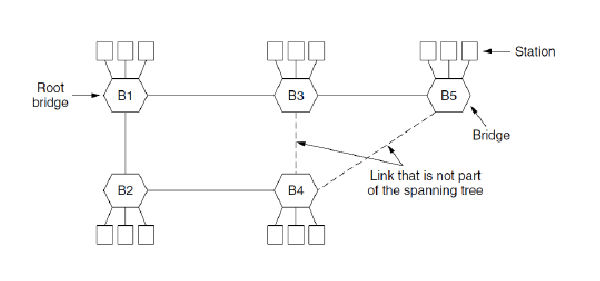 Station
Root
bridge
B1
B3
B5
Bridge
Link that is not part
of the spanning tree
B2
B4